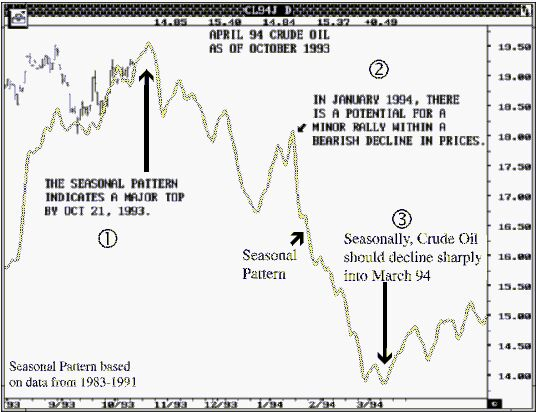 CL94J D
14.85 15.40 14.80 15.37 +0.49
APRIL 94 CRUDE OIL
AS OF OCTOBER 1993
②
IN JANUARY 1994, THERE
IS A POTENTIAL FOR A
MINOR RALLY WITHIN A
BEARISH DECLINE IN PRICES.
THE SEASONAL PATTERN
INDICATES A MAJOR TOP
BY OCT 21, 1993.
①
Seasonal
Pattern
③
Seasonally, Crude Oil
should decline sharply
into March 94
Seasonal Pattern based
on data from 1983-1991
19.50
19.00
18.50
18.00
17.50
17.00
16.50
16.00
15.50
15.00
14.50
14.00
/93 9/93 10/93 11/93 12/93 1/94 2/94 3/94